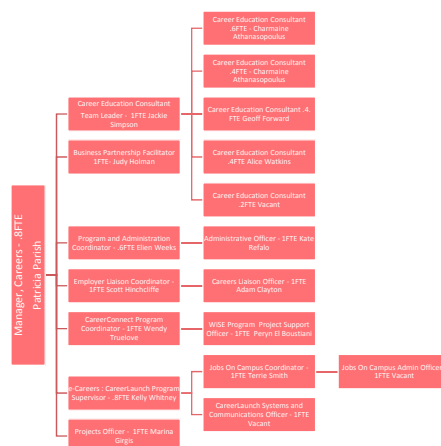 Manager, Careers - .8FTE
Patricia Parish
Career Education Consultant
Team Leader - 1FTE Jackie
Simpson
Business Partnership Facilitator
1FTE- Judy Holman
Program and Administration
Coordinator - .6FTE Ellen Weeks
Employer Liaison Coordinator -
1FTE Scott Hinchcliffe
CareerConnect Program
Coordinator - 1FTE Wendy
Truelove
e-Careers : CareerLaunch Program
Supervisor - .8FTE Kelly Whitney
Projects Officer - 1FTE Marina
Girgis
Career Education Consultant
.6FTE - Charmaine
Athanasopoulus
Career Education Consultant
.4FTE - Charmaine
Athanasopoulus
Career Education Consultant .4.
FTE Geoff Forward
Career Education Consultant
.4FTE Alice Watkins
Career Education Consultant
.2FTE Vacant
Administrative Officer - 1FTE Kate
Refalo
Careers Liaison Officer - 1FTE
Adam Clayton
WISE Program Project Support
Officer - 1FTE Peryn El Boustani
Jobs On Campus Coordinator -
1FTE Terrie Smith
CareerLaunch Systems and
Communications Officer - 1FTE
Vacant
Jobs On Campus Admin Officer
1FTE Vacant